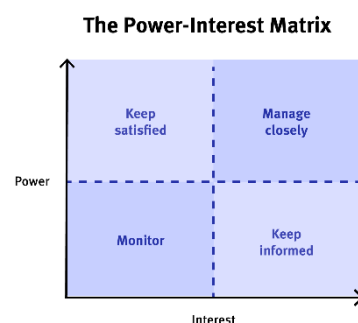 The Power-Interest Matrix
Keep
satisfied
Manage
closely
Power
Monitor
Keep
informed
Interest